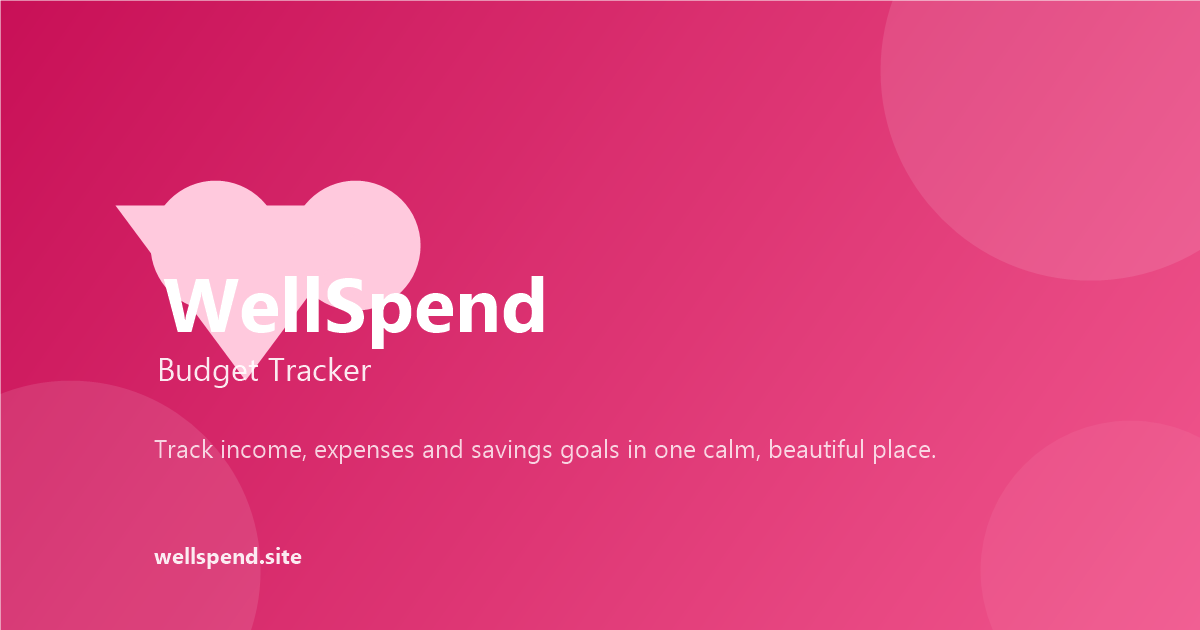 WellSpend
Budget Tracker
Track income, expenses and savings goals in one calm, beautiful place.
wellspend.site